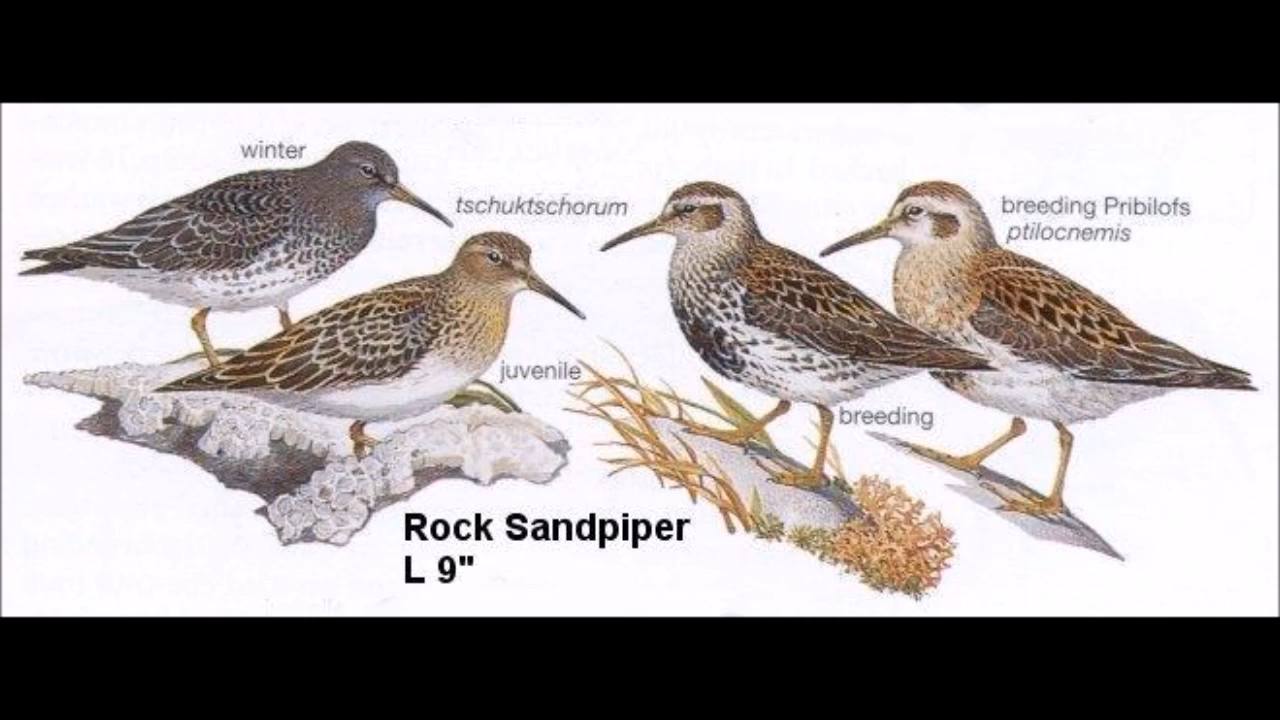 winter
tschuktschorum
juvenile
breeding
breeding Pribilofs
ptilocnemis
Rock Sandpiper
L 9"